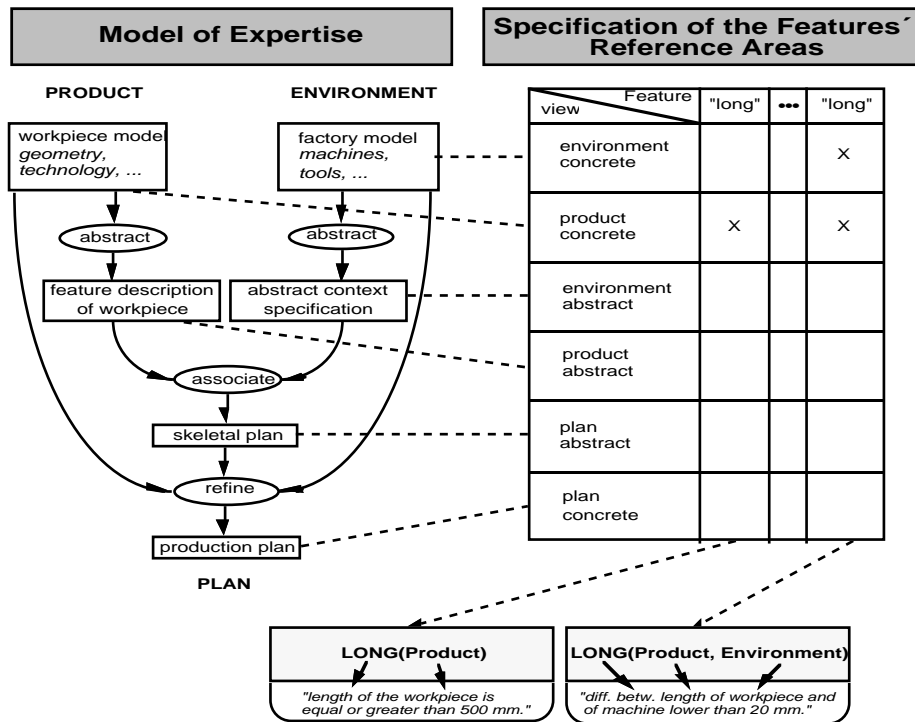 Model of Expertise
Specification of the Features´
Reference Areas
PRODUCT
ENVIRONMENT
workpiece model
geometry,
technology, ...
factory model
machines,
tools, ...
abstract
abstract
feature description
of workpiece
abstract context
specification
associate
skeletal plan
refine
production plan
PLAN
Feature
view
"long"
•••
"long"
environment
concrete
X
product
concrete
X
X
environment
abstract
product
abstract
plan
abstract
plan
concrete
LONG(Product)
"length of the workpiece is
equal or greater than 500 mm."
LONG(Product, Environment)
"diff. betw. length of workpiece and
of machine lower than 20 mm."